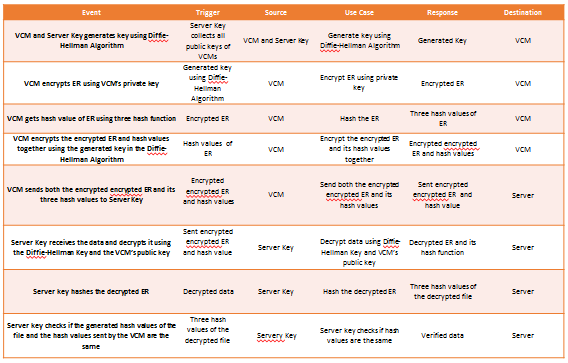 Event Trigger Source Use Case Response Destination
VCM and Server Key generates key using Diffie-
Hellman Algorithm
Server Key
collects all
public keys of
VCMs
VCM and Server Key
Generate key using
Diffie-Hellman Algorithm
Generated Key
VCM
VCM encrypts ER using VCM's private key
Generated key
using Diffie-
Hellman
Algorithm
VCM
Encrypt ER using private
key
Encrypted ER
VCM
VCM gets hash value of ER using three hash function
Encrypted ER
VCM
Hash the ER
Three hash values of
ER
VCM
VCM encrypts the encrypted ER and hash values
together using the generated key in the Diffie-
Hellman Algorithm
Hash values of
ER
VCM
Encrypt the encrypted ER
and its hash values
together
Encrypted encrypted
ER and hash values
VCM
VCM sends both the encrypted encrypted ER and its
three hash values to Server Key
Encrypted
encrypted ER
and hash values
VCM
Send both the encrypted
encrypted ER and its
hash values
Sent encrypted
encrypted ER and
hash value
Server
Server Key receives the data and decrypts it using
the Diffie-Hellman Key and the VCM's public key
Sent encrypted
encrypted ER
and hash value
Server Key
Decrypt data using Diffie-
Hellman Key and VCM's
public key
Decrypted ER and its
hash function
Server
Server key hashes the decrypted ER
Decrypted data
Server Key
Hash the decrypted ER
Three hash values of
the decrypted file
Server
Server key checks if the generated hash values of the
file and the hash values sent by the VCM are the
same
Three hash
values of the
decrypted file
Servery Key
Server key checks if hash
values are the same
Verified data
Server